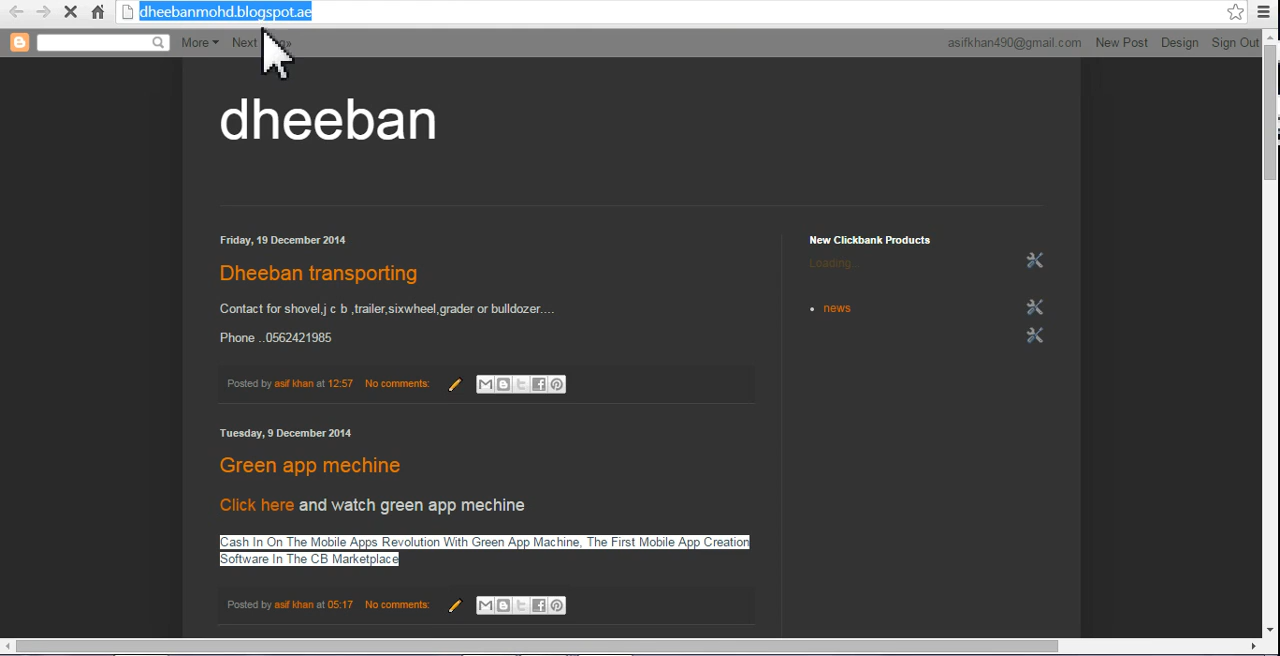 dheebanmohd.blogspot.ae
More Next
asifkhan490@gmail.com New Post Design Sign Out
dheeban
Friday, 19 December 2014
Dheeban transporting
Contact for shovel,j c b ,trailer,sixwheel,grader or bulldozer....
Phone ..0562421985
Posted by asif khan at 12:57 No comments:
Tuesday, 9 December 2014
Green app mechine
Click here and watch green app mechine
Cash In On The Mobile Apps Revolution With Green App Machine, The First Mobile App Creation
Software In The CB Marketplace
Posted by asif khan at 05:17 No comments:
New Clickbank Products
Loading...
news